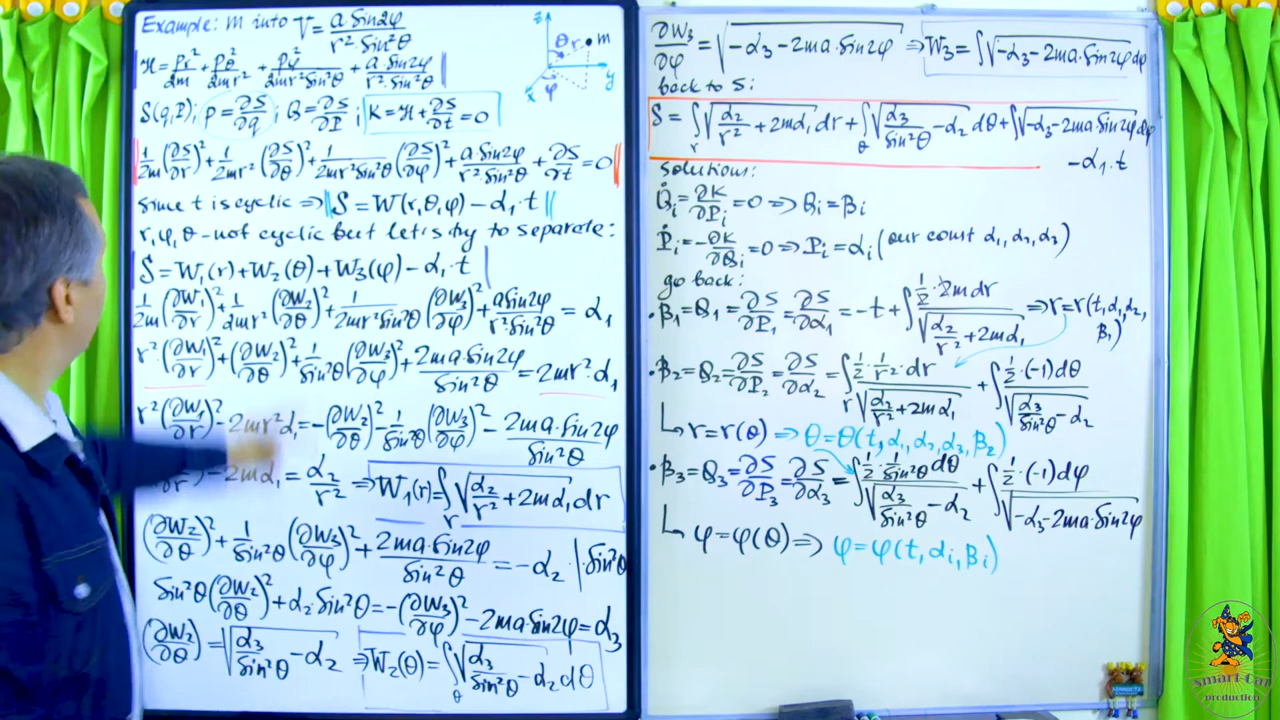 Example: m into V = a·sin2φ / r²·sin²θ
ℋ = pr²/2m + pθ²/2mr² + pφ²/2mr²sin²θ + a·sin2φ/r²·sin²θ
S(q,P); p = ∂S/∂q; Q = ∂S/∂P; K = ℋ + ∂S/∂t = 0
1/2m (∂S/∂r)² + 1/2mr² (∂S/∂θ)² + 1/2mr²sin²θ (∂S/∂φ)² + a·sin2φ/r²sin²θ + ∂S/∂t = 0
since t is cyclic ⇒ S = W(r,θ,φ) − α₁·t
r,φ,θ - not cyclic but let's try to separate:
S = W₁(r) + W₂(θ) + W₃(φ) − α₁·t
1/2m (∂W₁/∂r)² + 1/2mr² (∂W₂/∂θ)² + 1/2mr²sin²θ (∂W₃/∂φ)² + a sin2φ/r²·sin²θ = α₁
r²(∂W₁/∂r)² + (∂W₂/∂θ)² + 1/sin²θ (∂W₃/∂φ)² + 2ma·sin2φ/sin²θ = 2mr²·α₁
r²(∂W₁/∂r)² − 2mr²α₁ = −(∂W₂/∂θ)² − 1/sin²θ (∂W₃/∂φ)² − 2ma·sin2φ/sin²θ
− 2mα₁ = α₂/r² ⇒ W₁(r) = ∫r √(α₂/r² + 2mα₁) dr
(∂W₂/∂θ)² + 1/sin²θ (∂W₃/∂φ)² + 2ma·sin2φ/sin²θ = −α₂ |·sin²θ
sin²θ(∂W₂/∂θ)² + α₂·sin²θ = −(∂W₃/∂φ)² − 2ma·sin2φ = α₃
(∂W₂/∂θ) = √(α₃/sin²θ − α₂) ⇒ W₂(θ) = ∫θ √(α₃/sin²θ − α₂) dθ
z
θ r m
y
x φ
∂W₃/∂φ = √(−α₃ − 2ma·sin2φ) ⇒ W₃ = ∫√(−α₃ − 2ma·sin2φ) dφ
back to S:
S = ∫r √(α₂/r² + 2mα₁) dr + ∫θ √(α₃/sin²θ − α₂) dθ + ∫√(−α₃ − 2ma·sin2φ) dφ
− α₁·t
solutions:
Q̇i = ∂K/∂Pi = 0 ⇒ Qi = βi
Ṗi = −∂K/∂Qi = 0 ⇒ Pi = αi (our const α₁, α₂, α₃)
go back:
· β₁ = Q₁ = ∂S/∂P₁ = ∂S/∂α₁ = −t + ∫ ½·2m dr / √(α₂/r² + 2mα₁) ⇒ r = r(t, α₁, α₂, β₁)
· β₂ = Q₂ = ∂S/∂P₂ = ∂S/∂α₂ = ∫r ½·1/r²·dr / √(α₂/r² + 2mα₁) + ∫ ½·(−1)dθ / √(α₃/sin²θ − α₂)
↳ r = r(θ) ⇒ θ = θ(t, α₁, α₂, α₃, β₂)
· β₃ = Q₃ = ∂S/∂P₃ = ∂S/∂α₃ = ∫ ½·1/sin²θ dθ / √(α₃/sin²θ − α₂) + ∫ ½·(−1)dφ / √(−α₃ − 2ma·sin2φ)
↳ φ = φ(θ) ⇒ φ = φ(t, αi, βi)
Smart Cat
production